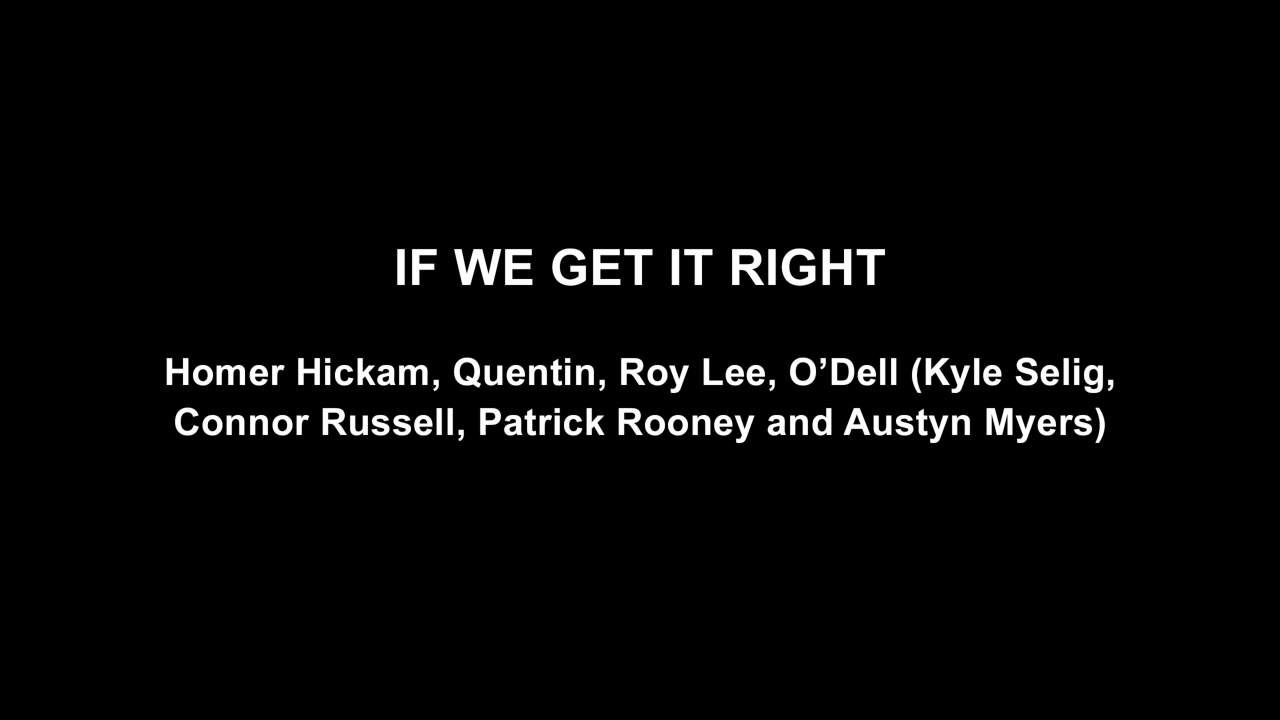 IF WE GET IT RIGHT
Homer Hickam, Quentin, Roy Lee, O’Dell (Kyle Selig,
Connor Russell, Patrick Rooney and Austyn Myers)